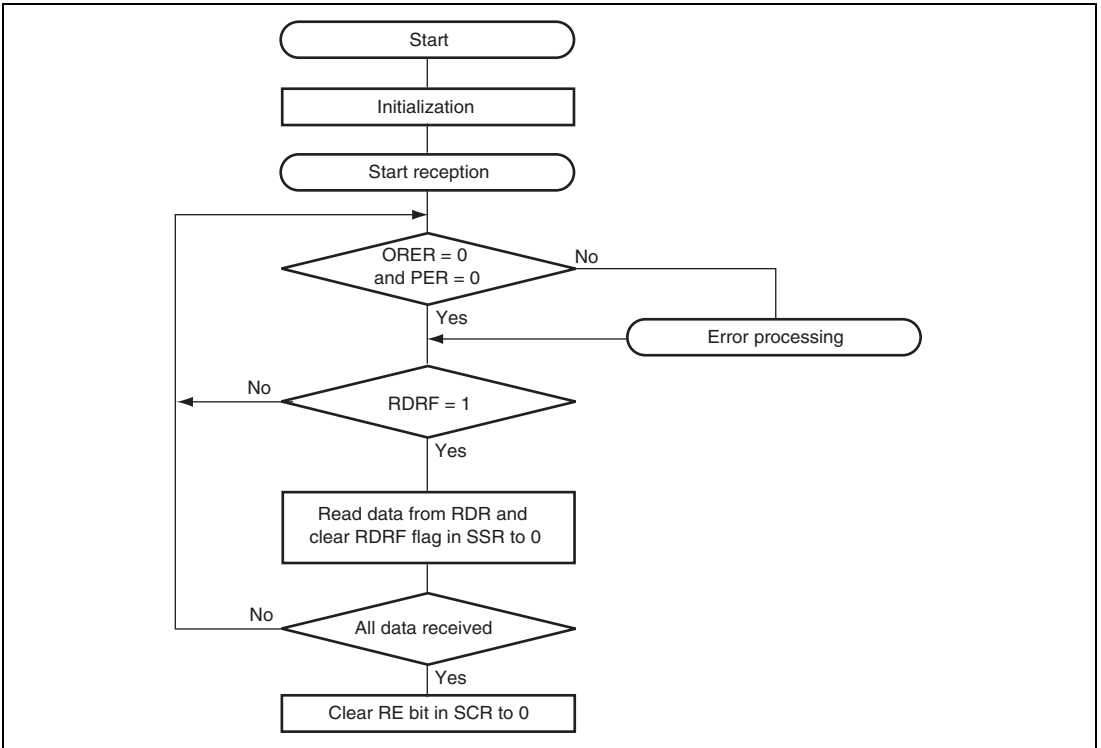 Start
Initialization
Start reception
ORER = 0
and PER = 0
No
Yes
Error processing
No
RDRF = 1
Yes
Read data from RDR and
clear RDRF flag in SSR to 0
No
All data received
Yes
Clear RE bit in SCR to 0